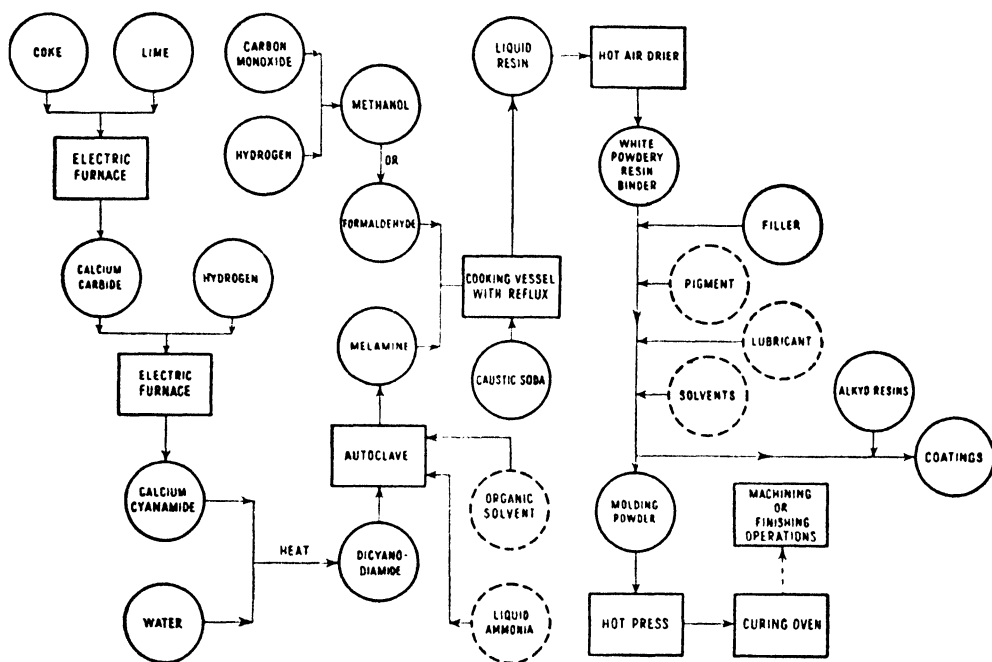 COKE
LIME
ELECTRIC
FURNACE
CALCIUM
CARBIDE
HYDROGEN
ELECTRIC
FURNACE
CALCIUM
CYANAMIDE
WATER
HEAT
DICYANO-
DIAMIDE
AUTOCLAVE
ORGANIC
SOLVENT
LIQUID
AMMONIA
MELAMINE
CARBON
MONOXIDE
HYDROGEN
METHANOL
OR
FORMALDEHYDE
COOKING VESSEL
WITH REFLUX
CAUSTIC SODA
LIQUID
RESIN
HOT AIR DRIER
WHITE
POWDERY
RESIN
BINDER
FILLER
PIGMENT
LUBRICANT
SOLVENTS
ALKYD RESINS
COATINGS
MOLDING
POWDER
HOT PRESS
CURING OVEN
MACHINING
OR
FINISHING
OPERATIONS